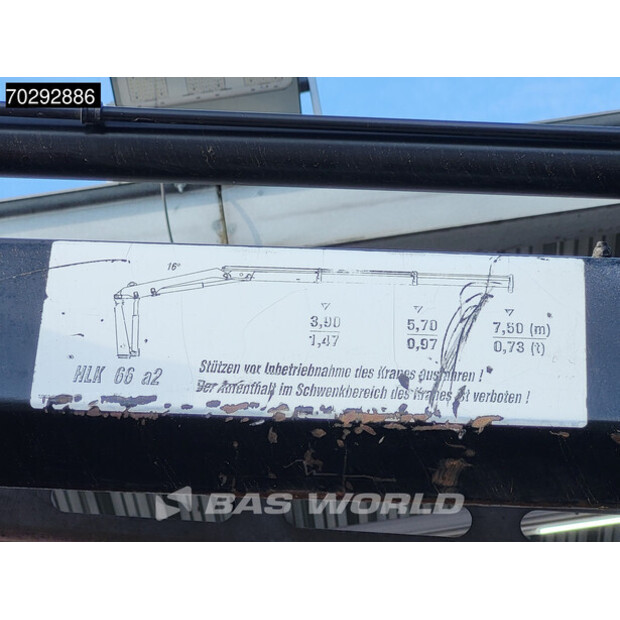 70292886
16°
3,90 5,70 7,50 (m)
1,47 0,97 0,73 (t)
HLK 66 a2
Stützen vor Inbetriebnahme des Kranes ausfahren !
Der Aufenthalt im Schwenkbereich des Kranes ist verboten !
BAS WORLD